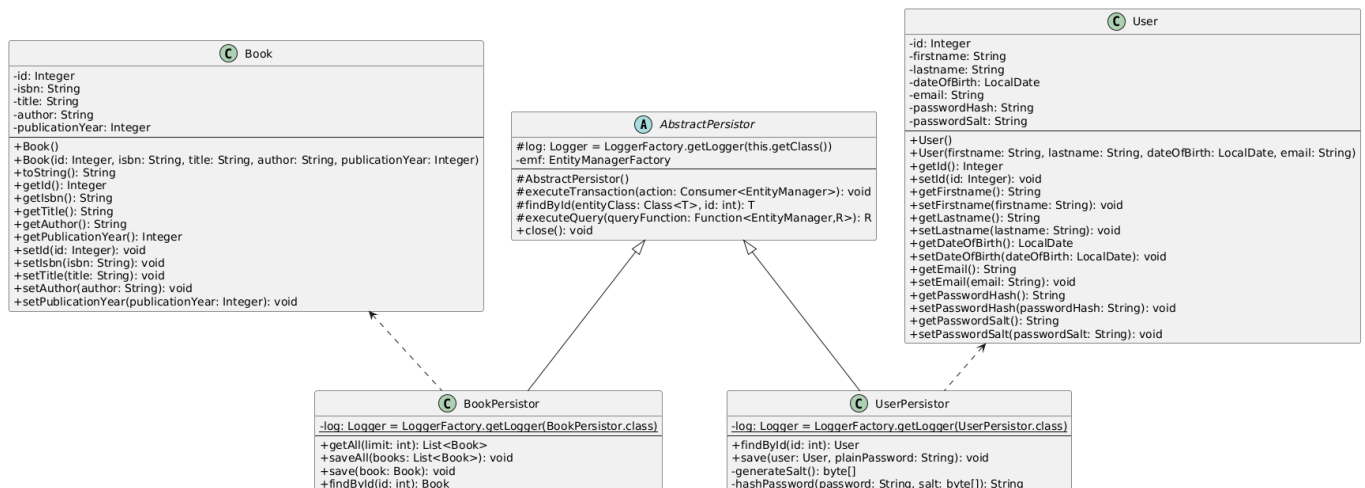 C Book
-id: Integer
-isbn: String
-title: String
-author: String
-publicationYear: Integer
+Book()
+Book(id: Integer, isbn: String, title: String, author: String, publicationYear: Integer)
+toString(): String
+getId(): Integer
+getIsbn(): String
+getTitle(): String
+getAuthor(): String
+getPublicationYear(): Integer
+setId(id: Integer): void
+setIsbn(isbn: String): void
+setTitle(title: String): void
+setAuthor(author: String): void
+setPublicationYear(publicationYear: Integer): void
A AbstractPersistor
#log: Logger = LoggerFactory.getLogger(this.getClass())
-emf: EntityManagerFactory
#AbstractPersistor()
#executeTransaction(action: Consumer<EntityManager>): void
#findById(entityClass: Class<T>, id: int): T
#executeQuery(queryFunction: Function<EntityManager,R>): R
+close(): void
C User
-id: Integer
-firstname: String
-lastname: String
-dateOfBirth: LocalDate
-email: String
-passwordHash: String
-passwordSalt: String
+User()
+User(firstname: String, lastname: String, dateOfBirth: LocalDate, email: String)
+getId(): Integer
+setId(id: Integer): void
+getFirstname(): String
+setFirstname(firstname: String): void
+getLastname(): String
+setLastname(lastname: String): void
+getDateOfBirth(): LocalDate
+setDateOfBirth(dateOfBirth: LocalDate): void
+getEmail(): String
+setEmail(email: String): void
+getPasswordHash(): String
+setPasswordHash(passwordHash: String): void
+getPasswordSalt(): String
+setPasswordSalt(passwordSalt: String): void
C BookPersistor
-log: Logger = LoggerFactory.getLogger(BookPersistor.class)
+getAll(limit: int): List<Book>
+saveAll(books: List<Book>): void
+save(book: Book): void
+findById(id: int): Book
C UserPersistor
-log: Logger = LoggerFactory.getLogger(UserPersistor.class)
+findById(id: int): User
+save(user: User, plainPassword: String): void
-generateSalt(): byte[]
-hashPassword(password: String, salt: byte[]): String